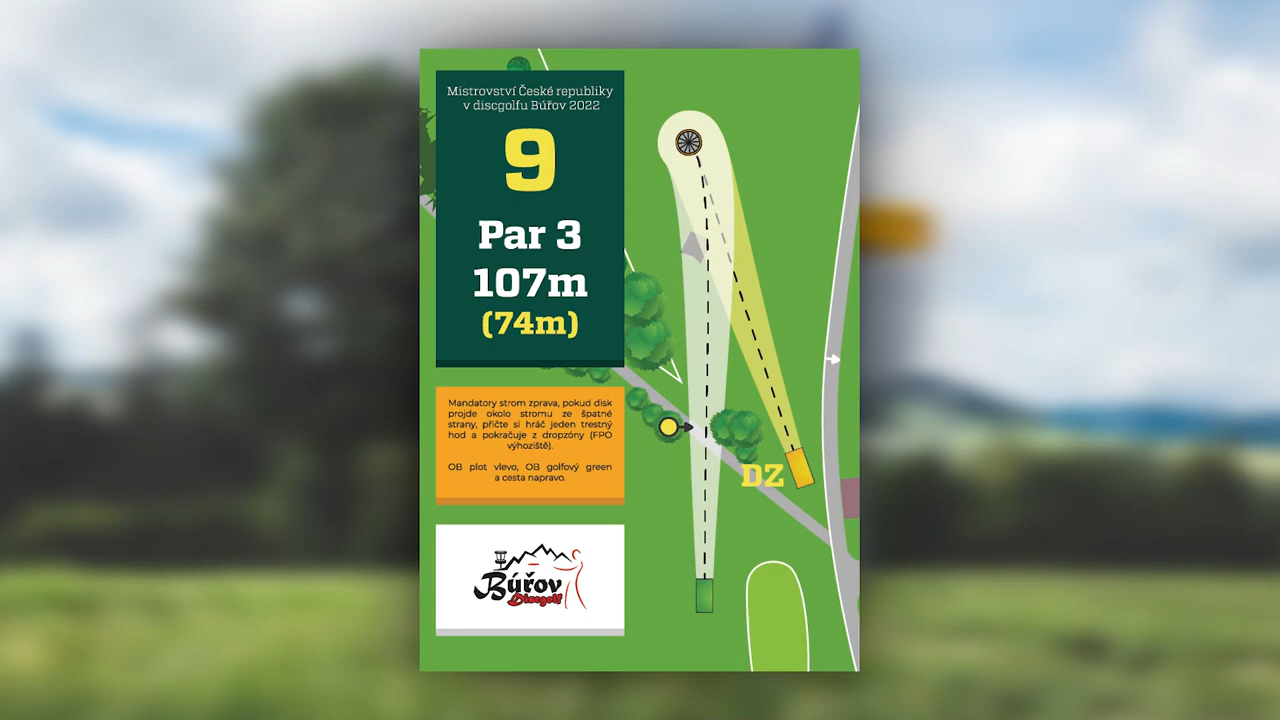 Mistrovství České republiky
v discgolfu Búřov 2022
9
Par 3
107m
(74m)
Mandatory strom zprava, pokud disk
projde okolo stromu ze špatné
strany, přičte si hráč jeden trestný
hod a pokračuje z dropzóny (FPO
výhoziště).
OB plot vlevo, OB golfový green
a cesta napravo.
DZ
Búřov
Discgolf